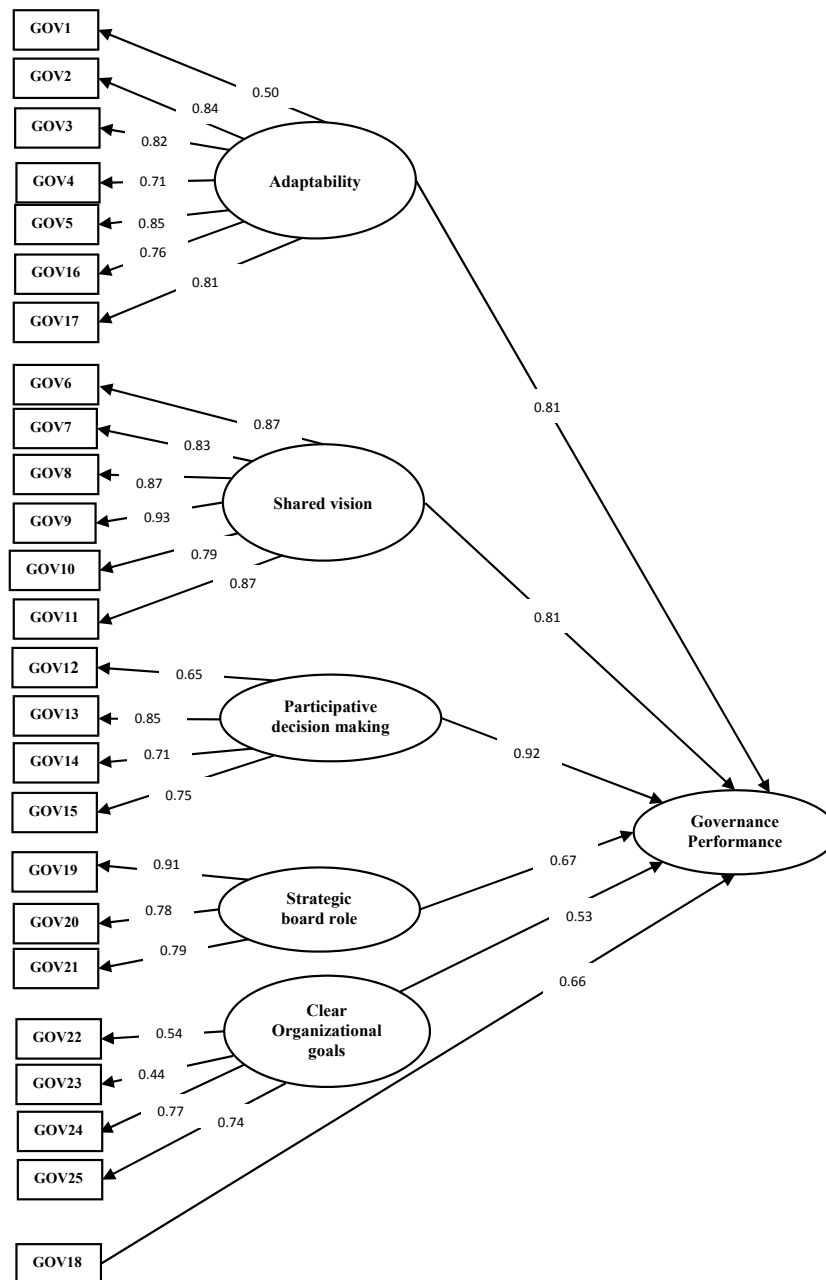 GOV1
GOV2
GOV3
GOV4
GOV5
GOV16
GOV17
0.50
0.84
0.82
0.71
0.85
0.76
0.81
Adaptability
0.81
GOV6
GOV7
GOV8
GOV9
GOV10
GOV11
0.87
0.83
0.87
0.93
0.79
0.87
Shared vision
0.81
GOV12
GOV13
GOV14
GOV15
0.65
0.85
0.71
0.75
Participative
decision making
0.92
Governance
Performance
GOV19
GOV20
GOV21
0.91
0.78
0.79
Strategic
board role
0.67
GOV22
GOV23
GOV24
GOV25
0.54
0.44
0.77
0.74
Clear
Organizational
goals
0.53
GOV18
0.66